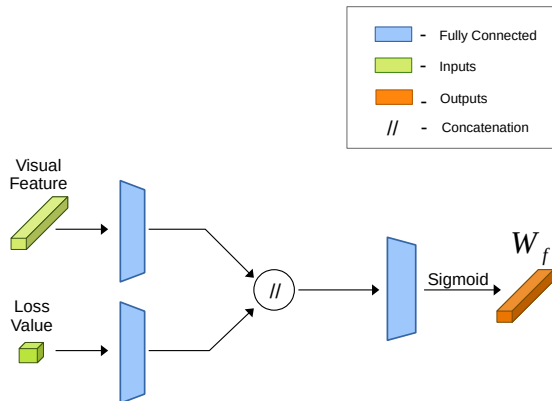 - Fully Connected
- Inputs
- Outputs
// - Concatenation
Visual
Feature
Loss
Value
//
Sigmoid
W f